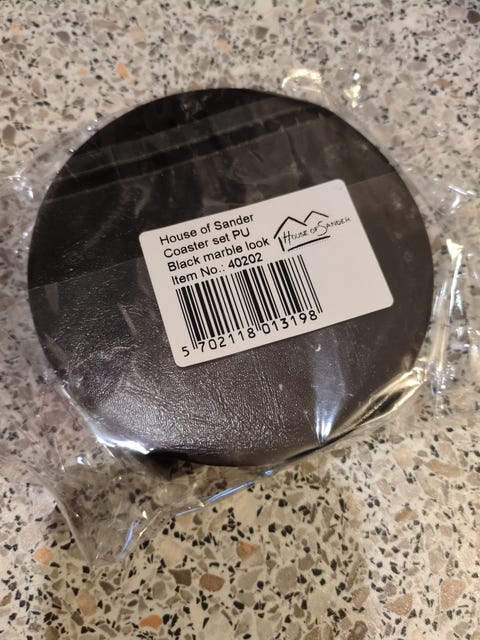 House of Sander
Coaster set PU
Black marble look
Item No.: 40202
House of Sander
5 702118 013198